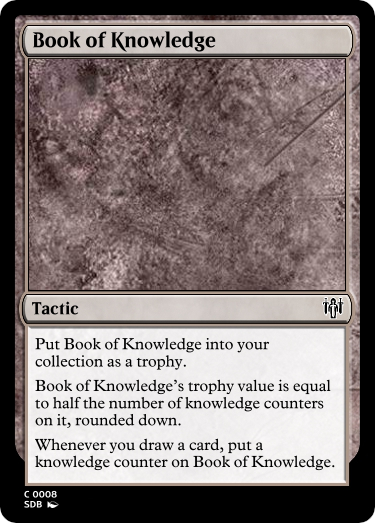 Book of Knowledge
Tactic
Put Book of Knowledge into your
collection as a trophy.
Book of Knowledge's trophy value is equal
to half the number of knowledge counters
on it, rounded down.
Whenever you draw a card, put a
knowledge counter on Book of Knowledge.
C 0008
SDB